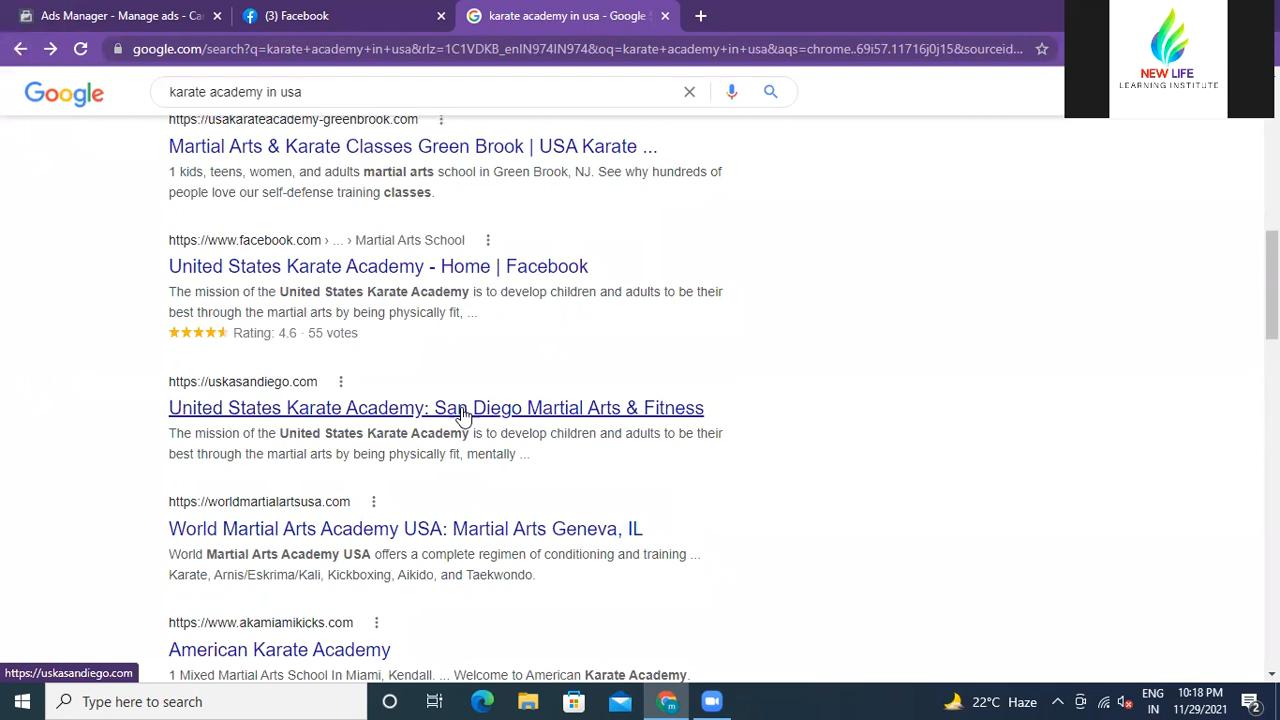 Ads Manager - Manage ads - Ca
(3) Facebook
karate academy in usa - Google S
google.com/search?q=karate+academy+in+usa&rlz=1C1VDKB_enIN974IN974&oq=karate+academy+in+usa&aqs=chrome..69i57.11716j0j15&sourceid...
NEW LIFE
LEARNING INSTITUTE
Google
karate academy in usa
https://usakarateacademy-greenbrook.com
Martial Arts & Karate Classes Green Brook | USA Karate ...
1 kids, teens, women, and adults martial arts school in Green Brook, NJ. See why hundreds of
people love our self-defense training classes.
https://www.facebook.com › ... › Martial Arts School
United States Karate Academy - Home | Facebook
The mission of the United States Karate Academy is to develop children and adults to be their
best through the martial arts by being physically fit, ...
Rating: 4.6 · 55 votes
https://uskasandiego.com
United States Karate Academy: San Diego Martial Arts & Fitness
The mission of the United States Karate Academy is to develop children and adults to be their
best through the martial arts by being physically fit, mentally ...
https://worldmartialartsusa.com
World Martial Arts Academy USA: Martial Arts Geneva, IL
World Martial Arts Academy USA offers a complete regimen of conditioning and training ...
Karate, Arnis/Eskrima/Kali, Kickboxing, Aikido, and Taekwondo.
https://www.akamiamikicks.com
American Karate Academy
1 Mixed Martial Arts School In Miami, Kendall. ... Welcome to American Karate Academy.
https://uskasandiego.com
Type here to search
22°C Haze
ENG
IN
10:18 PM
11/29/2021
2